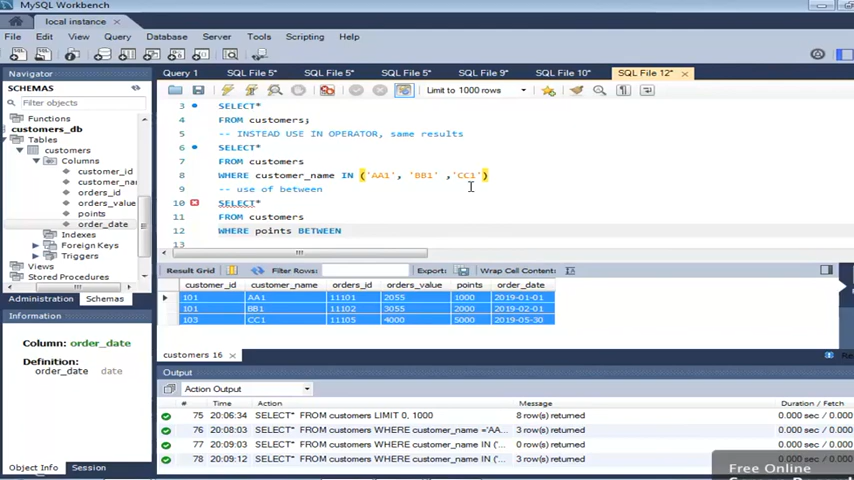 MySQL Workbench
local instance ×
File Edit View Query Database Server Tools Scripting Help
Navigator
Query 1 SQL File 5* SQL File 5* SQL File 9* SQL File 10* SQL File 12* ×
SCHEMAS
Filter objects
Functions
customers_db
Tables
customers
Columns
customer_id
customer_na
orders_id
orders_value
points
order_date
Indexes
Foreign Keys
Triggers
Views
Stored Procedures
Administration Schemas
Information
Column: order_date
Definition:
order_date date
Object Info Session
Limit to 1000 rows
3 SELECT*
4 FROM customers;
5 -- INSTEAD USE IN OPERATOR, same results
6 SELECT*
7 FROM customers
8 WHERE customer_name IN ('AA1', 'BB1' ,'CC1')
9 -- use of between
10 SELECT*
11 FROM customers
12 WHERE points BETWEEN
13
Result Grid Filter Rows: Export: Wrap Cell Content:
customer_id customer_name orders_id orders_value points order_date
101 AA1 11101 2055 1000 2019-01-01
101 BB1 11102 3055 2000 2019-02-01
103 CC1 11105 4000 5000 2019-05-30
customers 16 ×
Output
Action Output
# Time Action Message Duration / Fetch
75 20:06:34 SELECT* FROM customers LIMIT 0, 1000 8 row(s) returned 0.000 sec / 0.000
76 20:08:03 SELECT* FROM customers WHERE customer_name ='AA... 3 row(s) returned 0.000 sec / 0.000
77 20:09:03 SELECT* FROM customers WHERE customer_name IN ('... 0.000 sec / 0.000
78 20:09:12 SELECT* FROM customers WHERE customer_name IN ('... 3 row(s) returned 0.000 sec / 0.000
Free Online